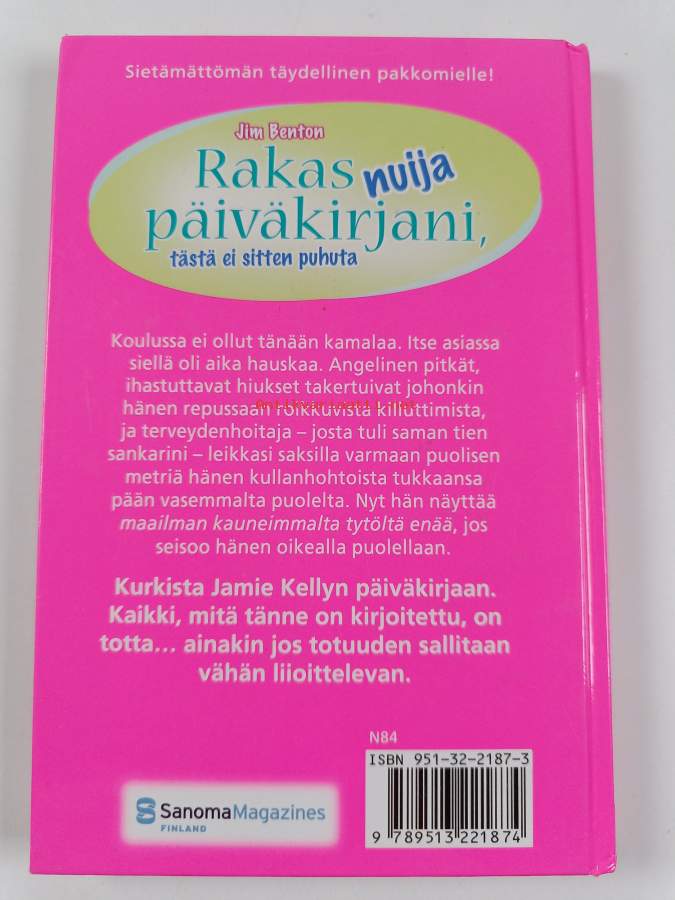 Sietämättömän täydellinen pakkomielle!
Jim Benton
Rakas nuija
päiväkirjani,
tästä ei sitten puhuta
Koulussa ei ollut tänään kamalaa. Itse asiassa
siellä oli aika hauskaa. Angelinen pitkät,
ihastuttavat hiukset takertuivat johonkin
hänen repussaan roikkuvista killuttimista,
ja terveydenhoitaja – josta tuli saman tien
sankarini – leikkasi saksilla varmaan puolisen
metriä hänen kullanhohtoista tukkaansa
pään vasemmalta puolelta. Nyt hän näyttää
maailman kauneimmalta tytöltä enää, jos
seisoo hänen oikealla puolellaan.
Kurkista Jamie Kellyn päiväkirjaan.
Kaikki, mitä tänne on kirjoitettu, on
totta... ainakin jos totuuden sallitaan
vähän liioittelevan.
N84
ISBN 951-32-2187-3
9 789513 221874
SanomaMagazines
FINLAND